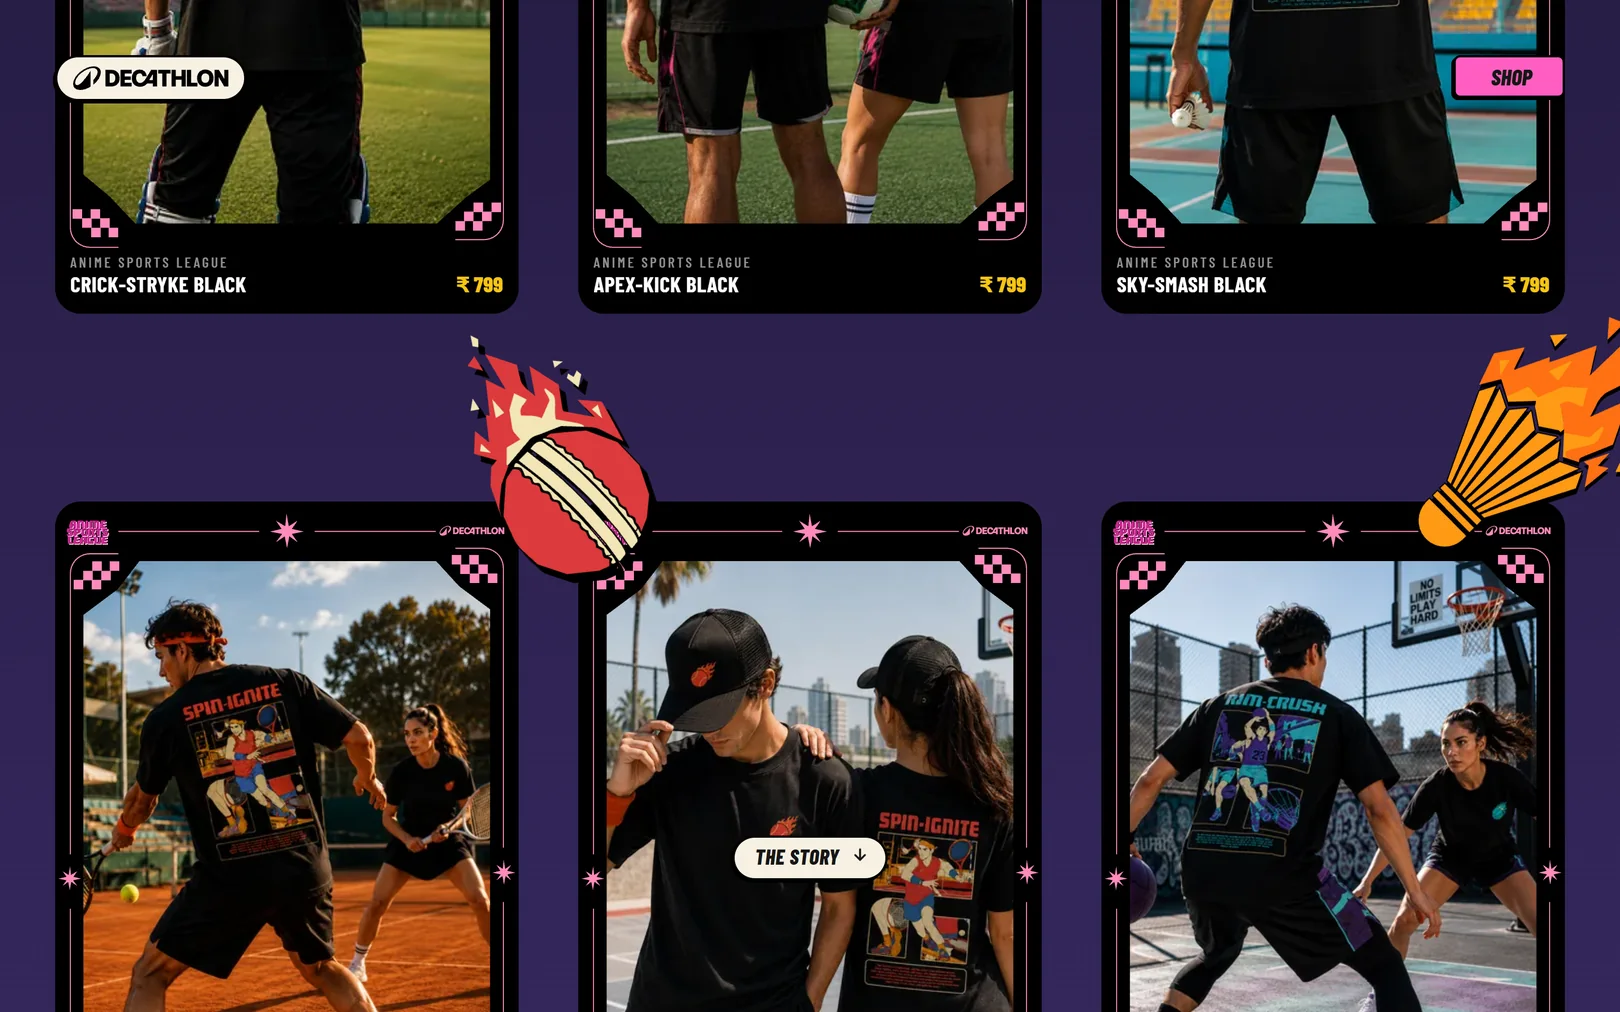 DECATHLON
SHOP
ANIME SPORTS LEAGUE
CRICK-STRYKE BLACK
₹ 799
ANIME SPORTS LEAGUE
APEX-KICK BLACK
₹ 799
ANIME SPORTS LEAGUE
SKY-SMASH BLACK
₹ 799
ANIME
SPORTS
LEAGUE
DECATHLON
DECATHLON
ANIME
SPORTS
LEAGUE
DECATHLON
SPIN-IGNITE
SPIN-IGNITE
THE STORY
NO
LIMITS
PLAY
HARD
RIM-CRUSH
23